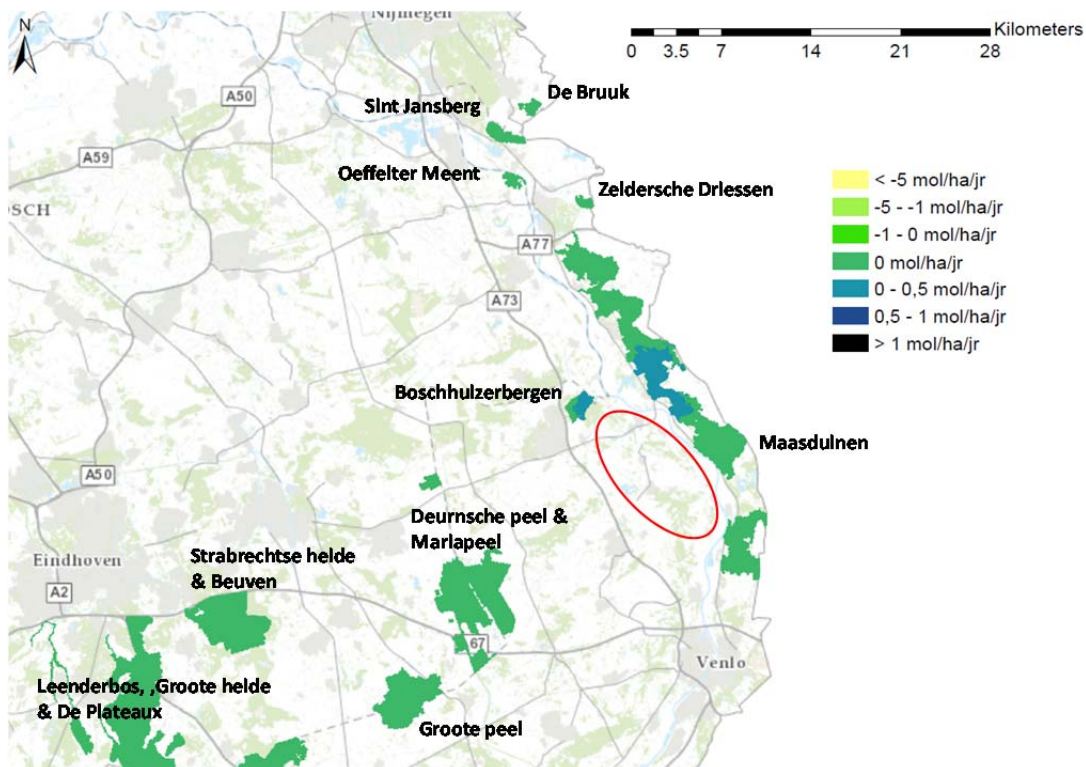 N
Nijmegen
Kilometers
0 3.5 7 14 21 28
A50
De Bruuk
Sint Jansberg
A59
Oeffelter Meent
OSCH
Zeldersche Driessen
< -5 mol/ha/jr
-5 - -1 mol/ha/jr
-1 - 0 mol/ha/jr
0 mol/ha/jr
0 - 0,5 mol/ha/jr
0,5 - 1 mol/ha/jr
> 1 mol/ha/jr
A77
A73
Boschhuizerbergen
Maasduinen
A50
Deurnsche peel &
Mariapeel
Eindhoven
Strabrechtse heide
& Beuven
A2
67
Venlo
Leenderbos, ,Groote heide
& De Plateaux
Groote peel